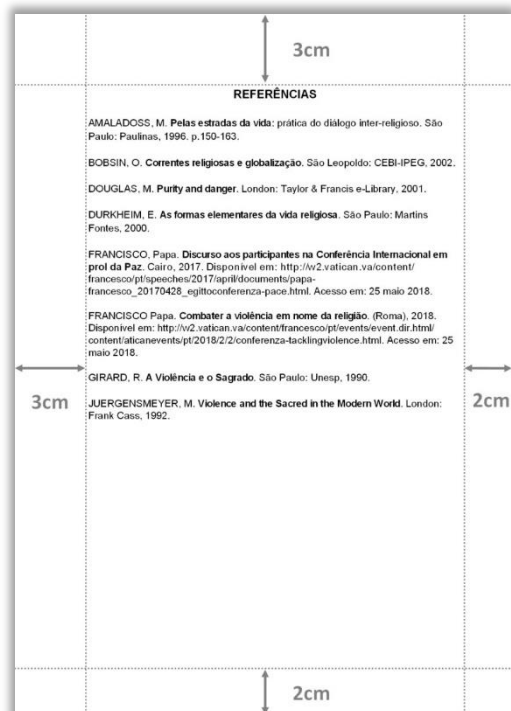 3cm
REFERÊNCIAS
AMALADOSS, M. Pelas estradas da vida: prática do diálogo inter-religioso. São
Paulo: Paulinas, 1996. p.150-163.
BOBSIN, O. Correntes religiosas e globalização. São Leopoldo: CEBI-IPEG, 2002.
DOUGLAS, M. Purity and danger. London: Taylor & Francis e-Library, 2001.
DURKHEIM, E. As formas elementares da vida religiosa. São Paulo: Martins
Fontes, 2000.
FRANCISCO, Papa. Discurso aos participantes na Conferência Internacional em
prol da Paz. Cairo, 2017. Disponível em: http://w2.vatican.va/content/
francesco/pt/speeches/2017/april/documents/papa-
francesco_20170428_egittoconferenza-pace.html. Acesso em: 25 maio 2018.
FRANCISCO Papa. Combater a violência em nome da religião. (Roma), 2018.
Disponível em: http://w2.vatican.va/content/francesco/pt/events/event.dir.html/
content/aticanevents/pt/2018/2/2/conferenza-tacklingviolence.html. Acesso em: 25
maio 2018.
GIRARD, R. A Violência e o Sagrado. São Paulo: Unesp, 1990.
3cm
2cm
JUERGENSMEYER, M. Violence and the Sacred in the Modern World. London:
Frank Cass, 1992.
2cm